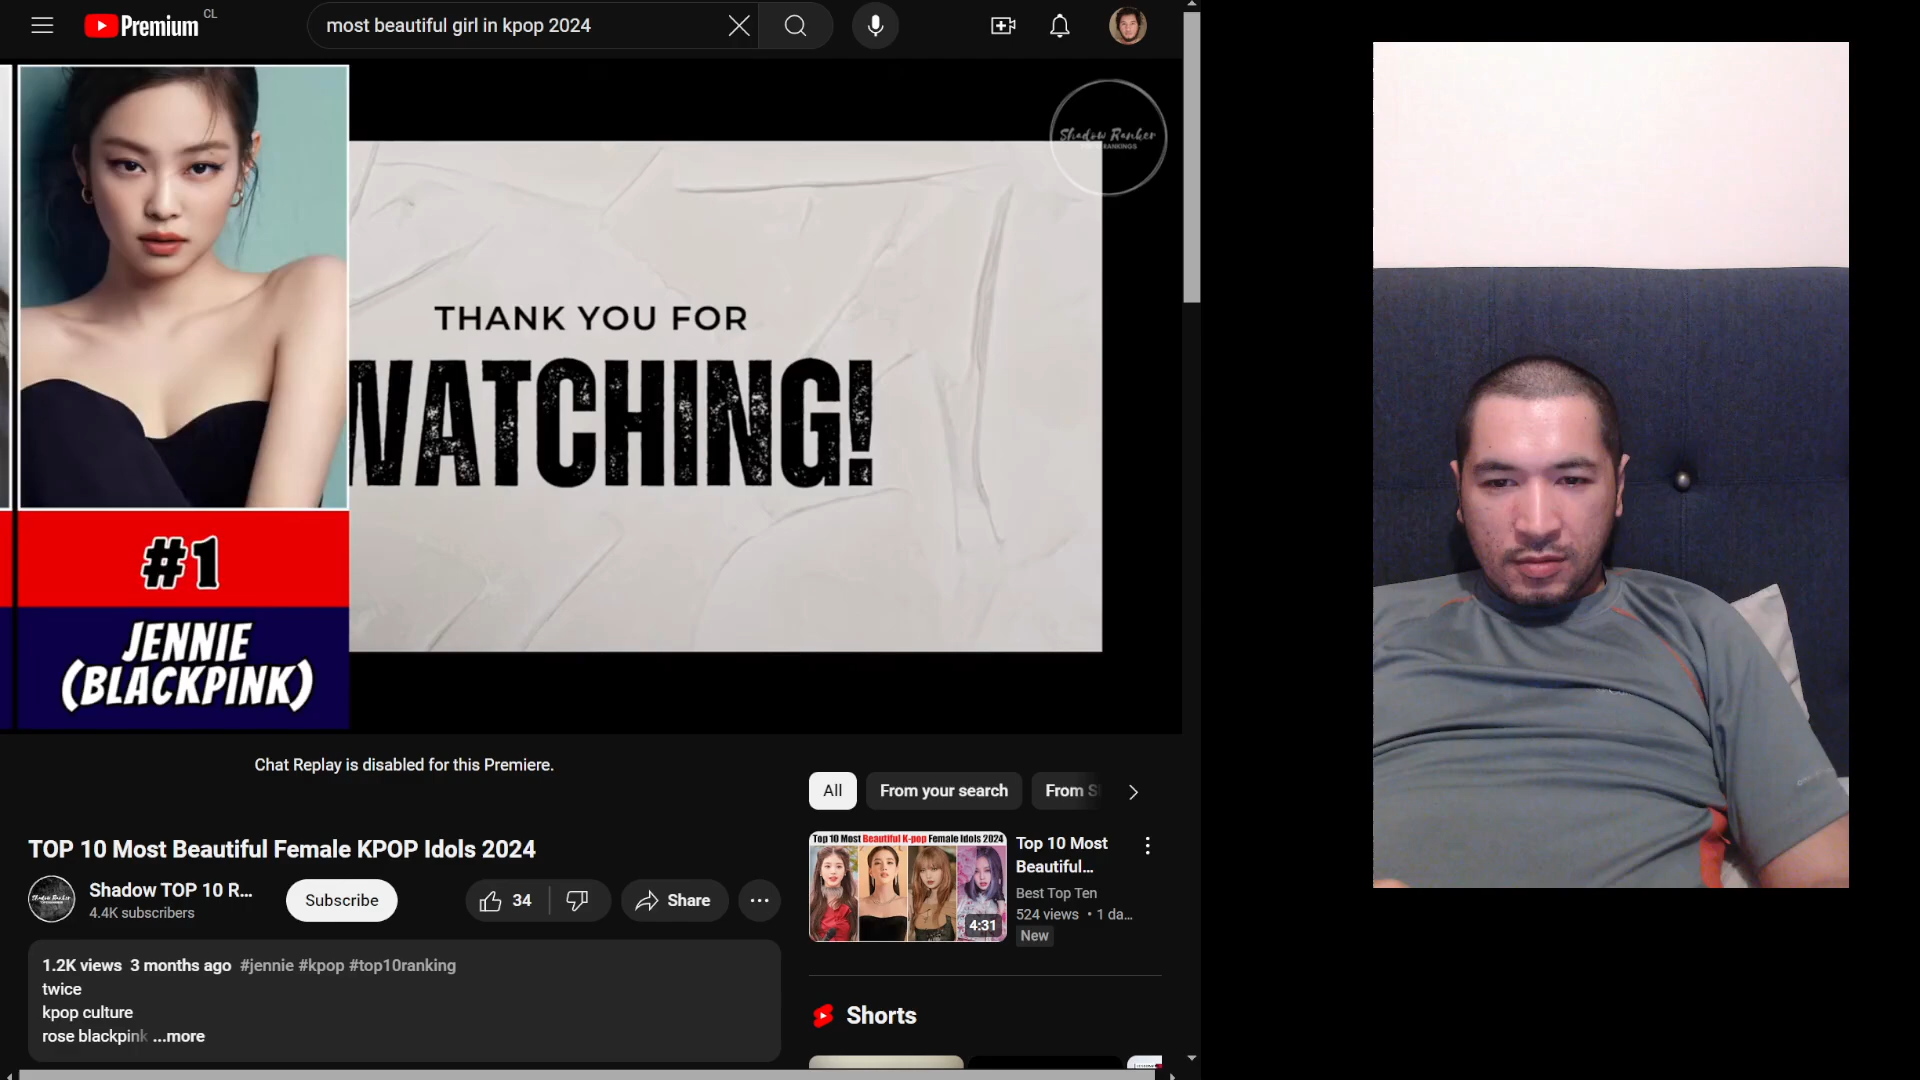 Premium CL
most beautiful girl in kpop 2024
Shadow Ranker
RANKINGS
THANK YOU FOR
WATCHING!
#1
JENNIE
(BLACKPINK)
Chat Replay is disabled for this Premiere.
TOP 10 Most Beautiful Female KPOP Idols 2024
Shadow TOP 10 R...
4.4K subscribers
Subscribe
34
Share
1.2K views 3 months ago #jennie #kpop #top10ranking
twice
kpop culture
rose blackpink ...more
All
From your search
From S
Top 10 Most Beautiful K-pop Female Idols 2024
4:31
Top 10 Most
Beautiful...
Best Top Ten
524 views • 1 da...
New
Shorts